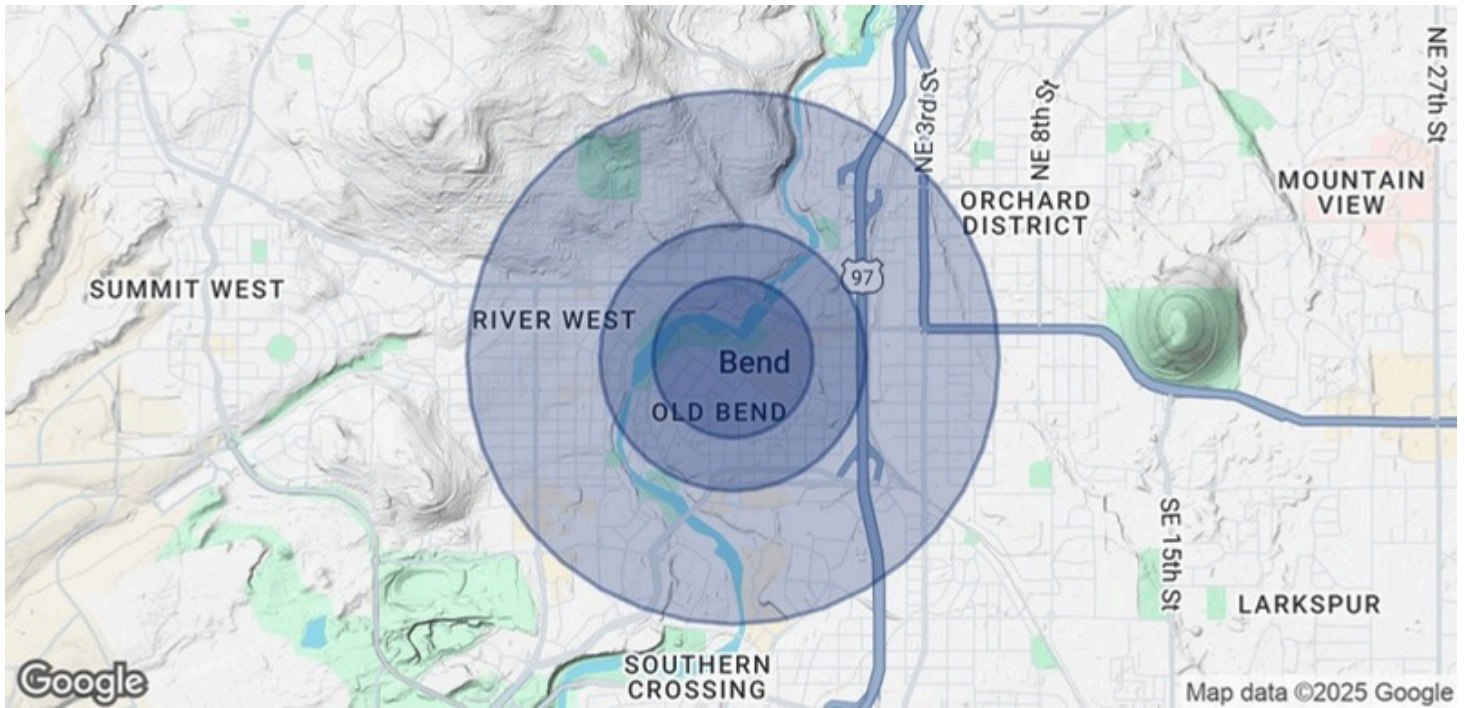 NE 27th St
NE 3rd St
NE 8th St
MOUNTAIN
VIEW
ORCHARD
DISTRICT
97
SUMMIT WEST
RIVER WEST
Bend
OLD BEND
SE 15th St
LARKSPUR
SOUTHERN
CROSSING
Google
Map data ©2025 Google